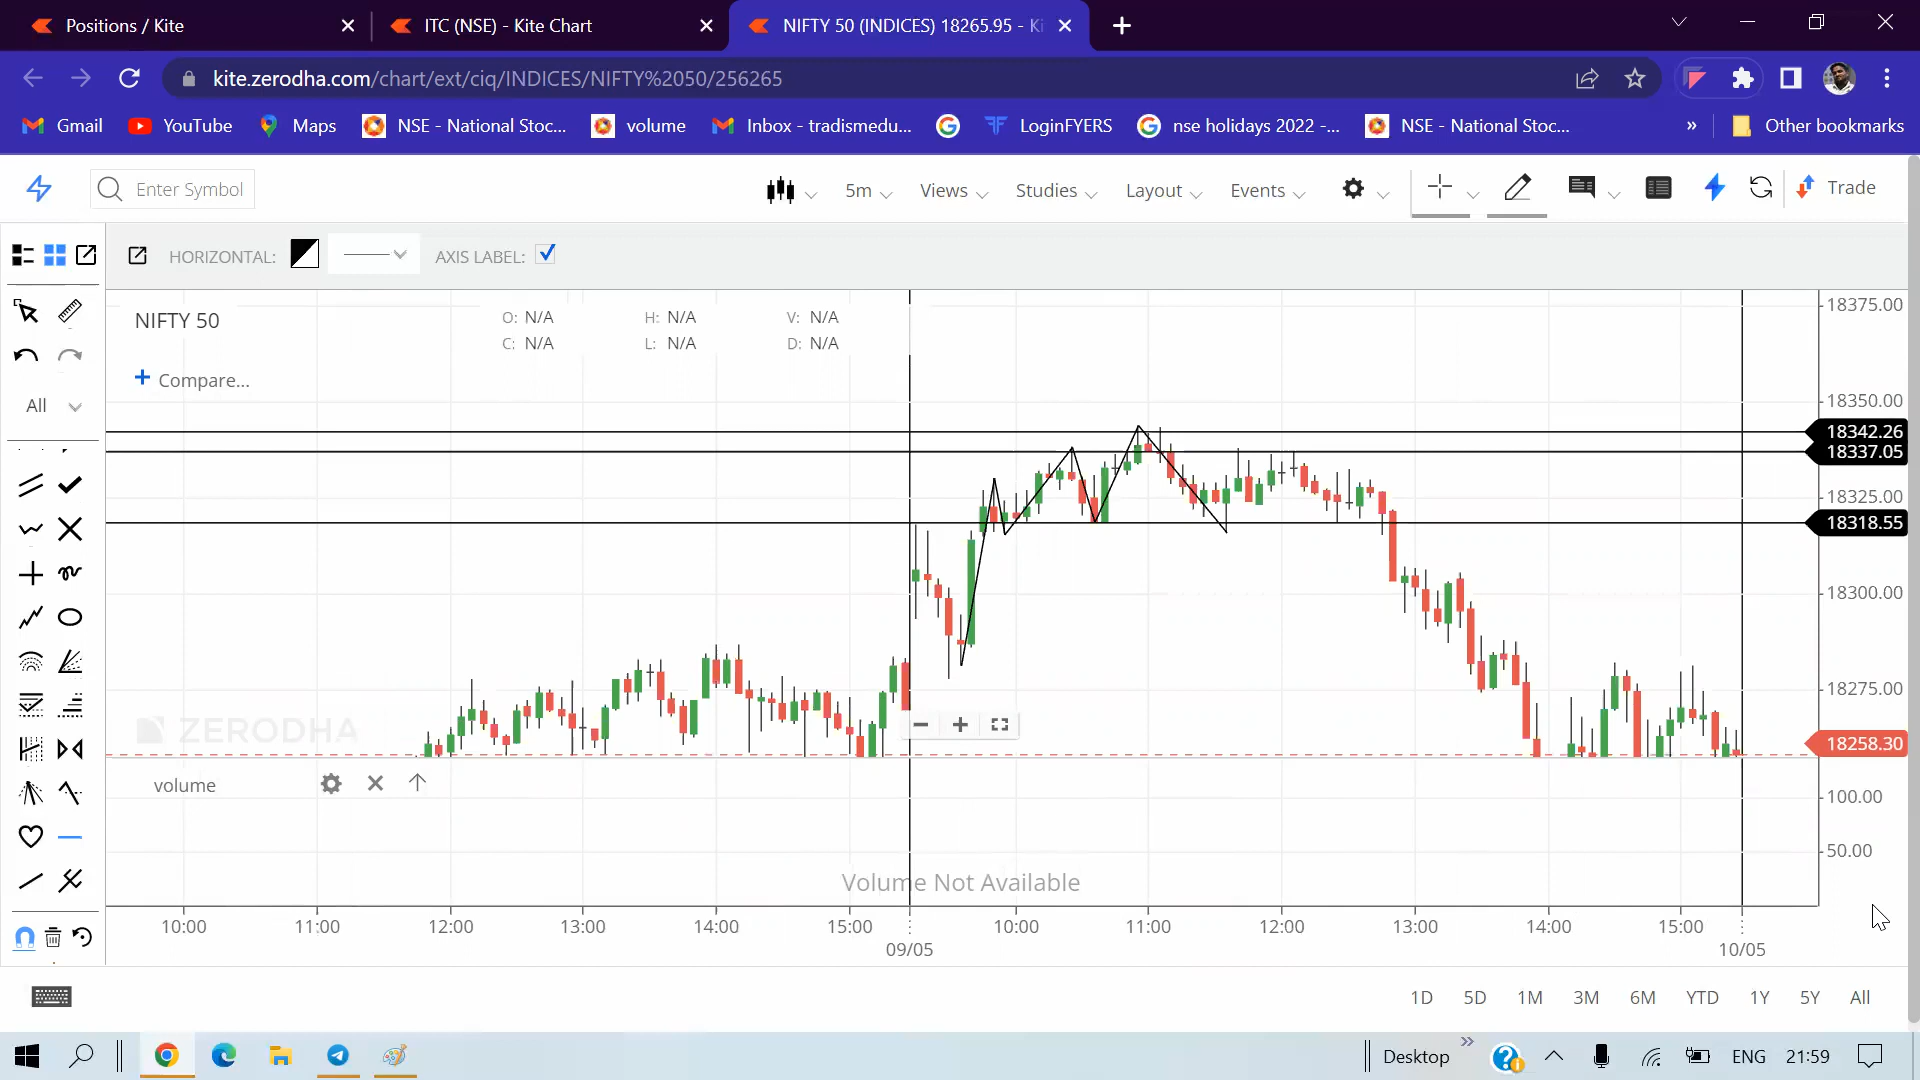 Positions / Kite
ITC (NSE) - Kite Chart
NIFTY 50 (INDICES) 18265.95 - Ki
kite.zerodha.com/chart/ext/ciq/INDICES/NIFTY%2050/256265
Gmail YouTube Maps NSE - National Stoc... volume Inbox - tradismedu... LoginFYERS nse holidays 2022 -... NSE - National Stoc... » Other bookmarks
Enter Symbol 5m Views Studies Layout Events Trade
HORIZONTAL: AXIS LABEL:
NIFTY 50
O: N/A H: N/A V: N/A
C: N/A L: N/A D: N/A
+ Compare...
All
18375.00
18350.00
18342.26
18337.05
18325.00
18318.55
18300.00
18275.00
18258.30
ZERODHA
volume
100.00
50.00
Volume Not Available
10:00 11:00 12:00 13:00 14:00 15:00 10:00 11:00 12:00 13:00 14:00 15:00
09/05 10/05
1D 5D 1M 3M 6M YTD 1Y 5Y All
Desktop » ENG 21:59